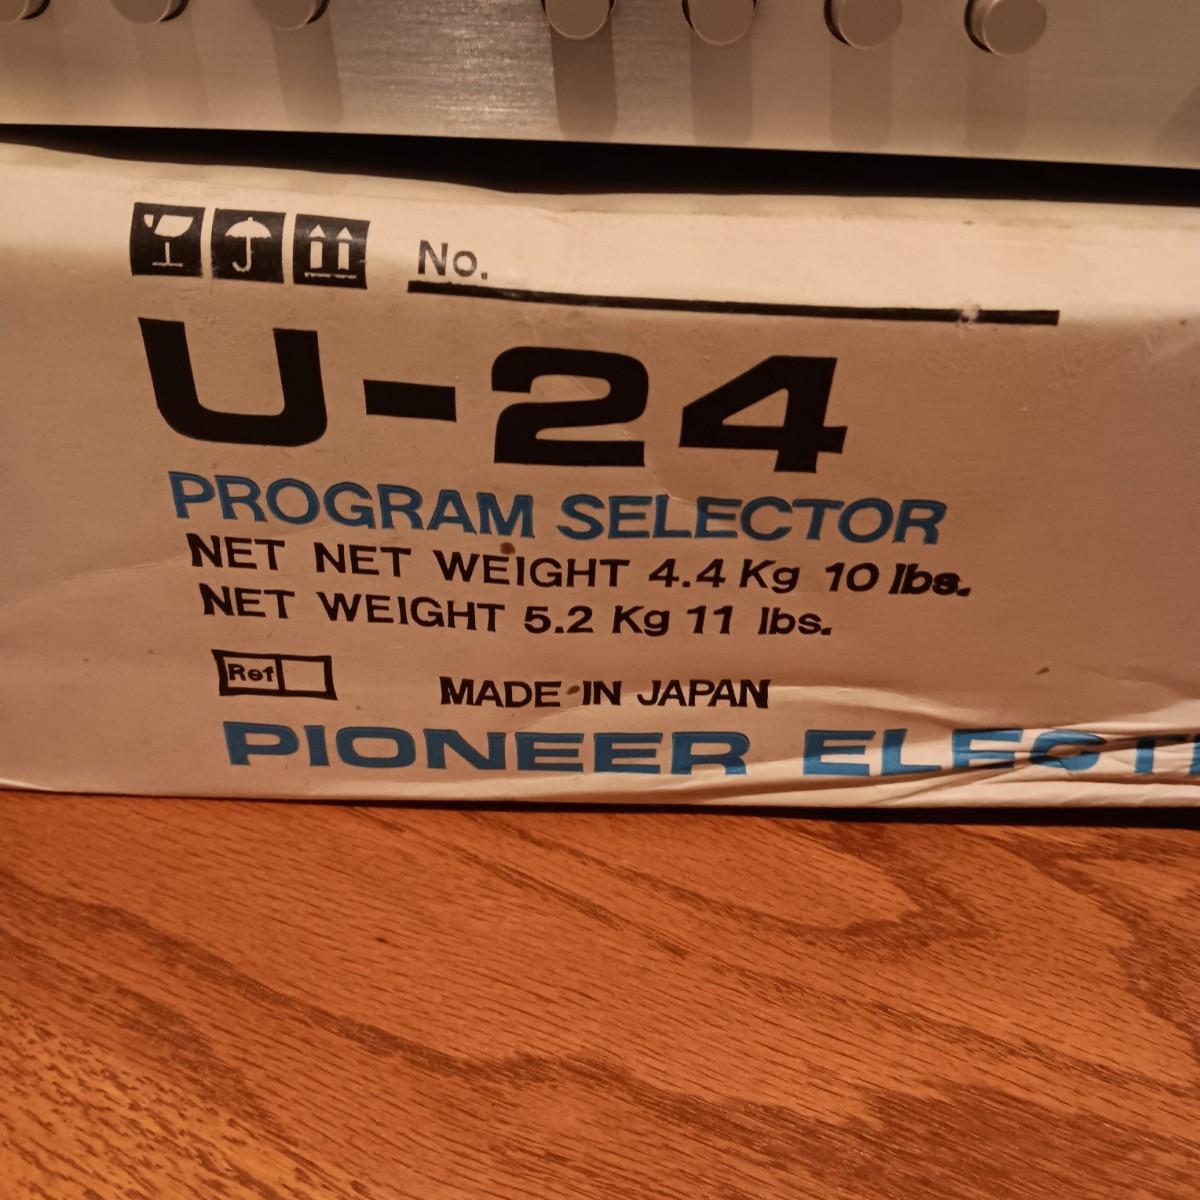 No.
U-24
PROGRAM SELECTOR
NET NET WEIGHT 4.4 Kg 10 lbs.
NET WEIGHT 5.2 Kg 11 lbs.
Ref
MADE IN JAPAN
PIONEER ELECT